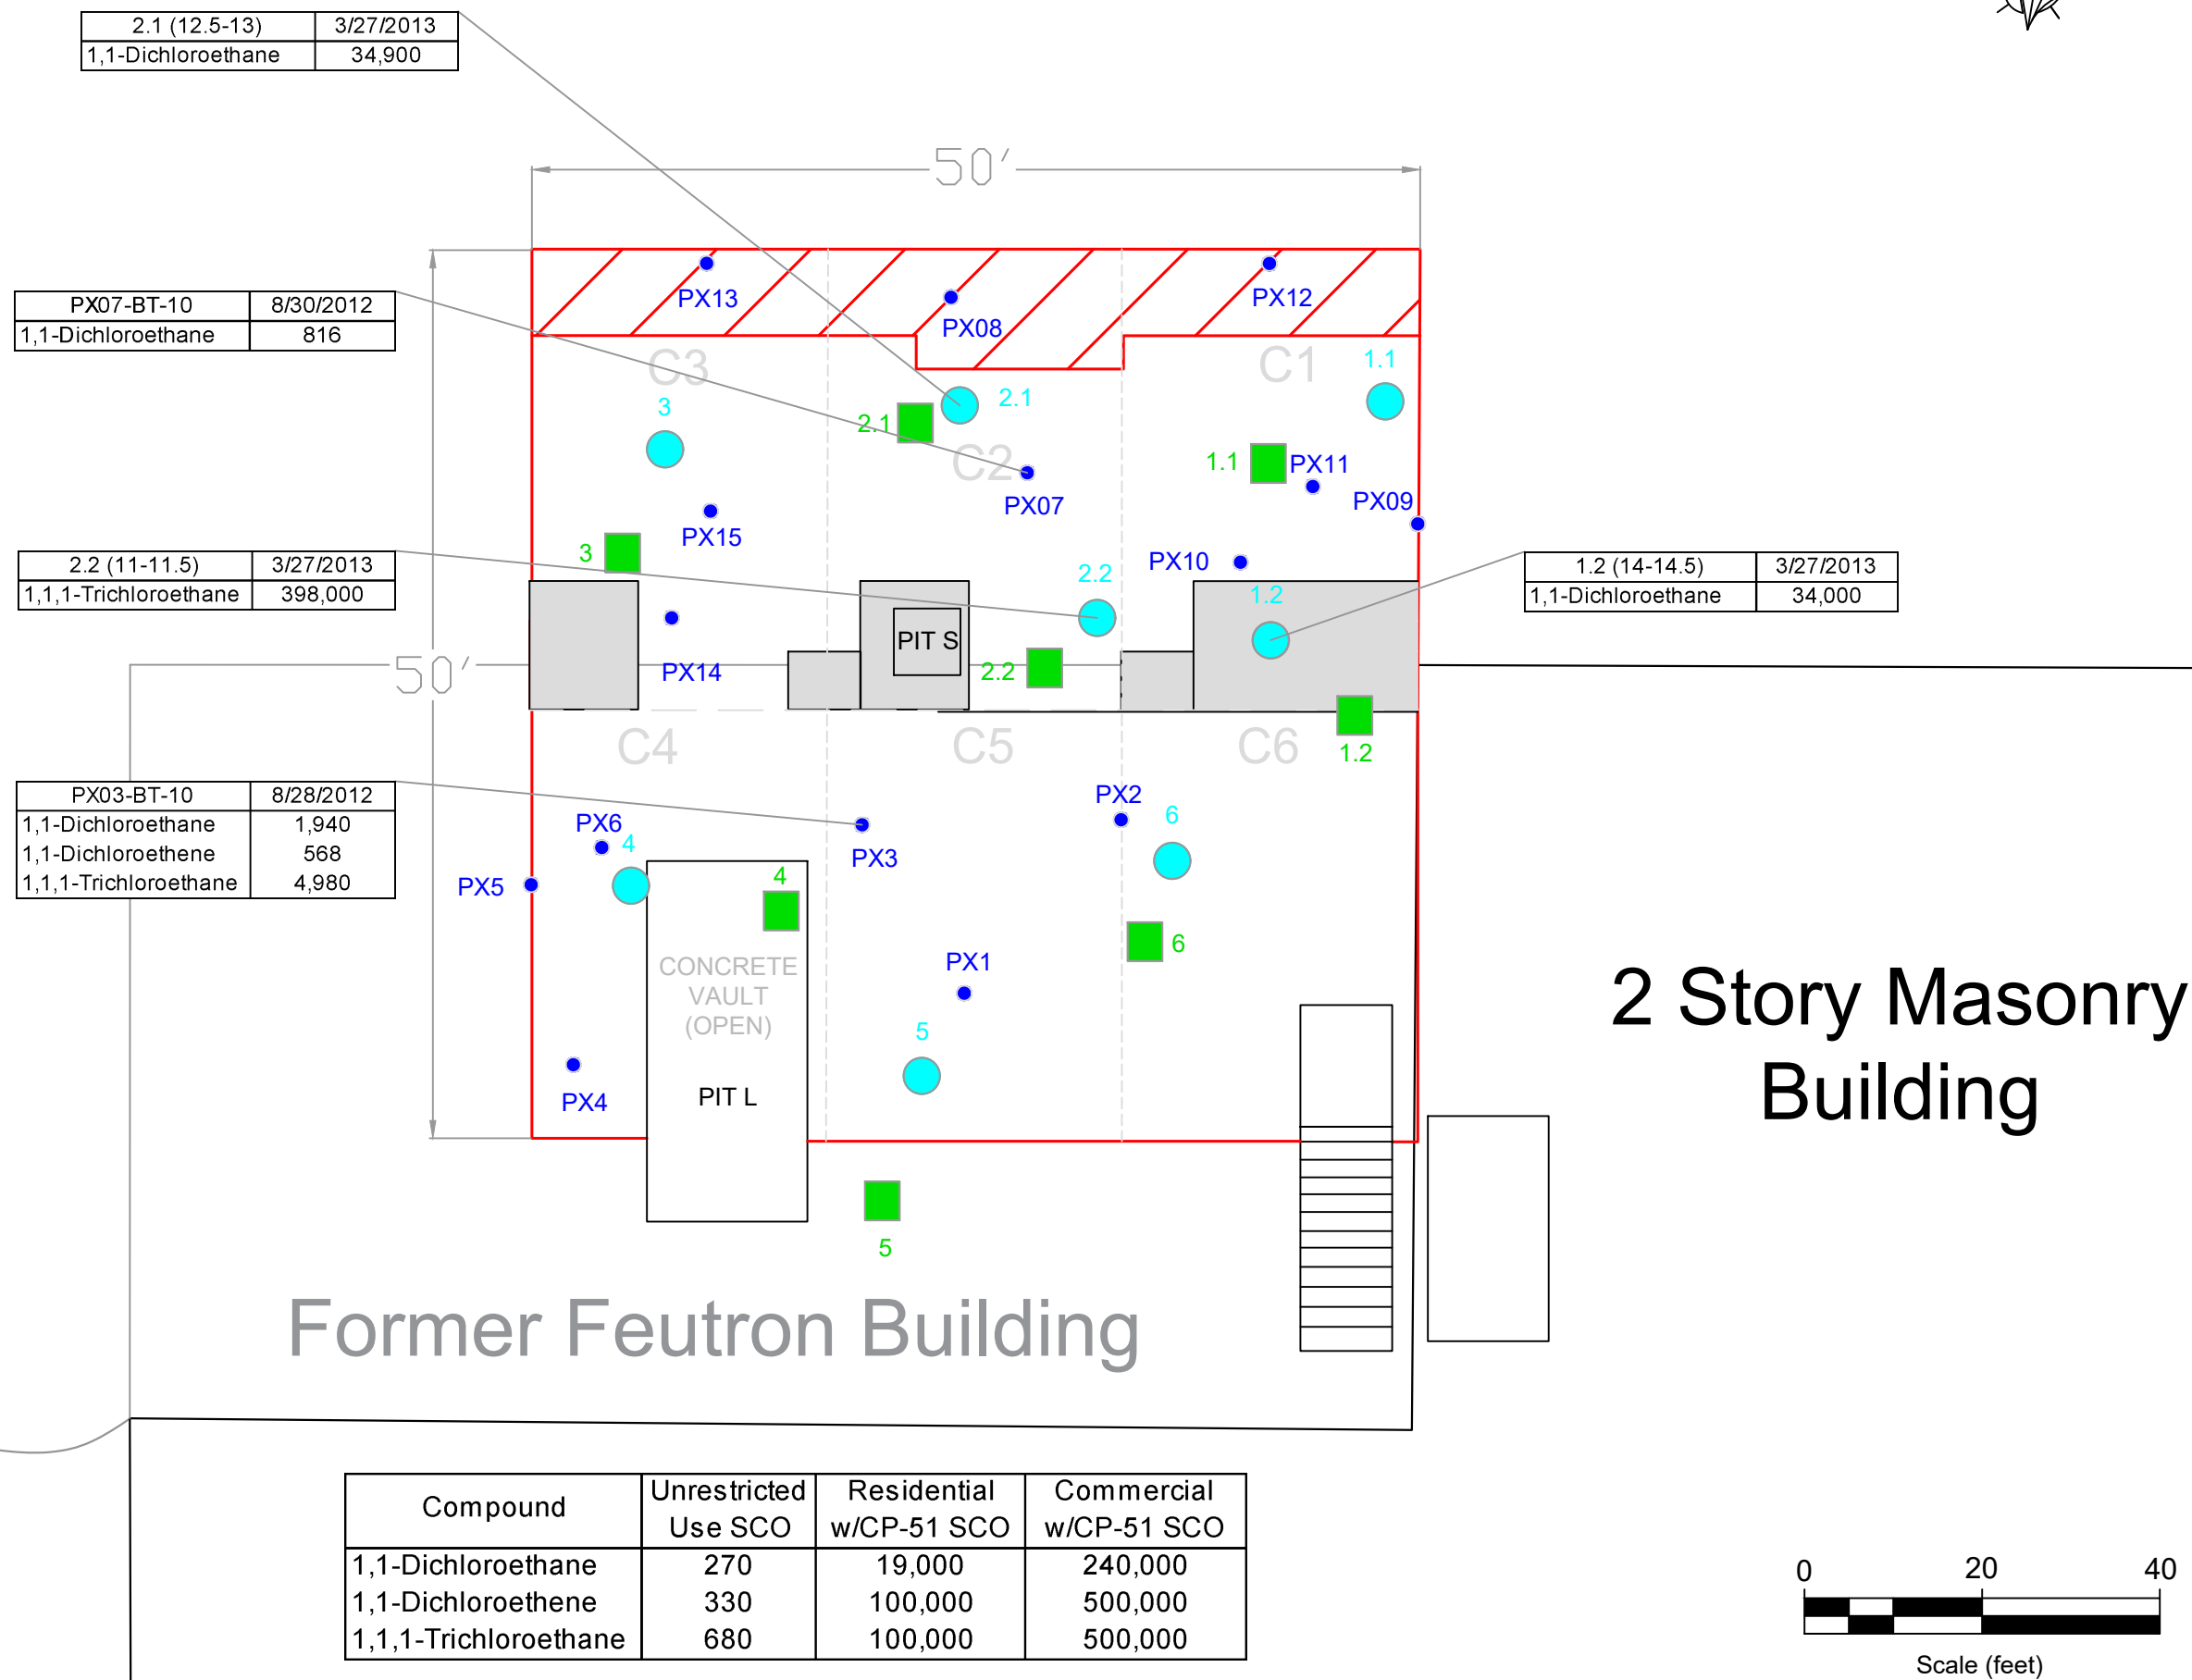 2.1 (12.5-13) 3/27/2013
1,1-Dichloroethane 34,900
50'
PX13
PX08
PX12
PX07-BT-10 8/30/2012
1,1-Dichloroethane 816
C3
C1
1.1
3
2.1
2.1
C2
1.1
PX11
PX07
PX09
PX15
3
PX10
2.2
2.2 (11-11.5) 3/27/2013
1,1,1-Trichloroethane 398,000
1.2 (14-14.5) 3/27/2013
1,1-Dichloroethane 34,000
1.2
PIT S
50'
PX14
2.2
C4
C5
C6
1.2
PX03-BT-10 8/28/2012
1,1-Dichloroethane 1,940
1,1-Dichloroethene 568
1,1,1-Trichloroethane 4,980
PX2
6
PX6
4
PX3
PX5
4
6
CONCRETE
VAULT
(OPEN)
PX1
5
PIT L
PX4
2 Story Masonry
Building
5
Former Feutron Building
Compound Unrestricted Use SCO Residential w/CP-51 SCO Commercial w/CP-51 SCO
1,1-Dichloroethane 270 19,000 240,000
1,1-Dichloroethene 330 100,000 500,000
1,1,1-Trichloroethane 680 100,000 500,000
0 20 40
Scale (feet)